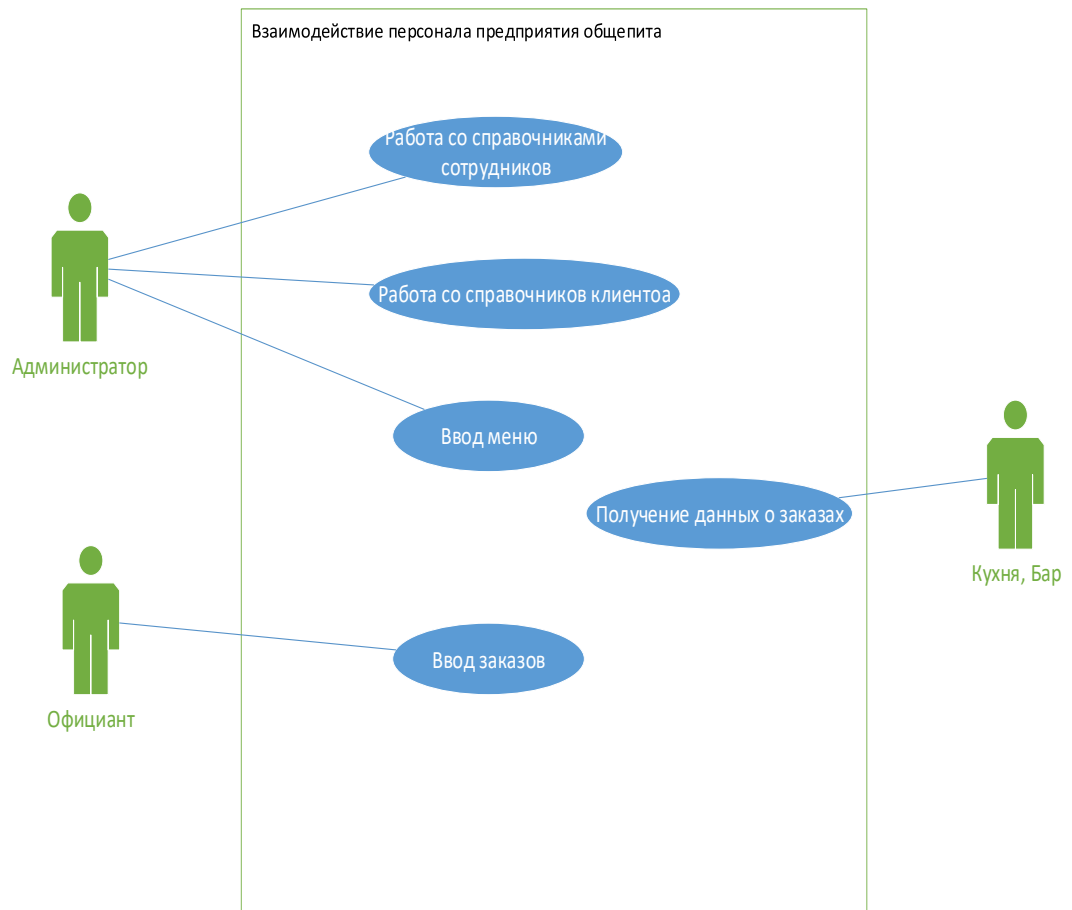 Взаимодействие персонала предприятия общепита
Работа со справочниками
сотрудников
Работа со справочников клиентоа
Администратор
Ввод меню
Получение данных о заказах
Кухня, Бар
Ввод заказов
Официант